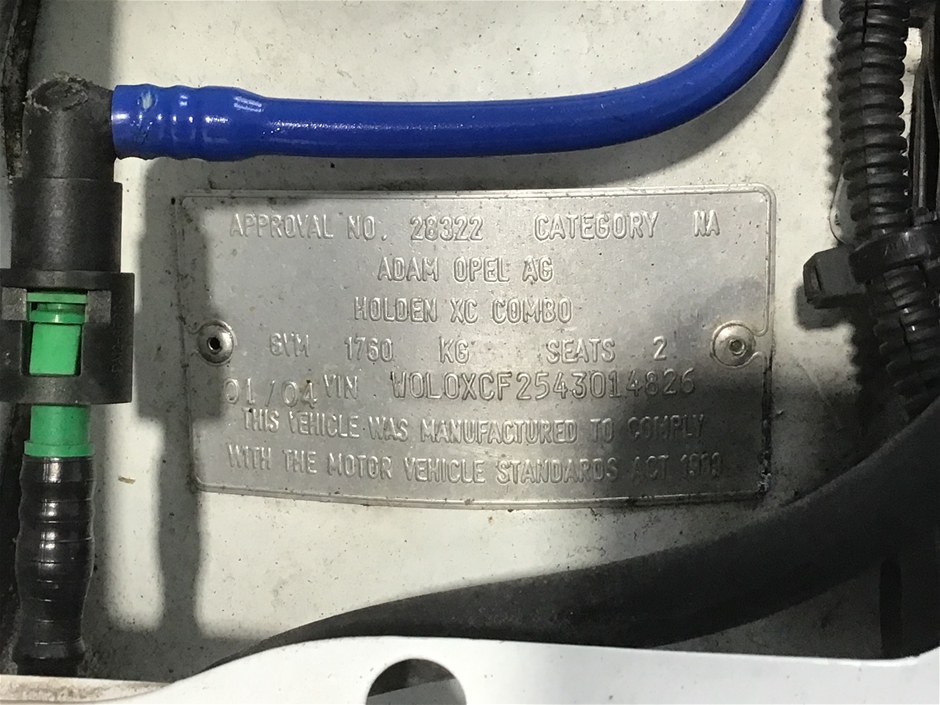 APPROVAL NO. 28322 CATEGORY NA
ADAM OPEL AG
HOLDEN XC COMBO
GVM 1760 KG SEATS 2
01/04 VIN W0L0XCF2543014826
THIS VEHICLE WAS MANUFACTURED TO COMPLY
WITH THE MOTOR VEHICLE STANDARDS ACT 1989